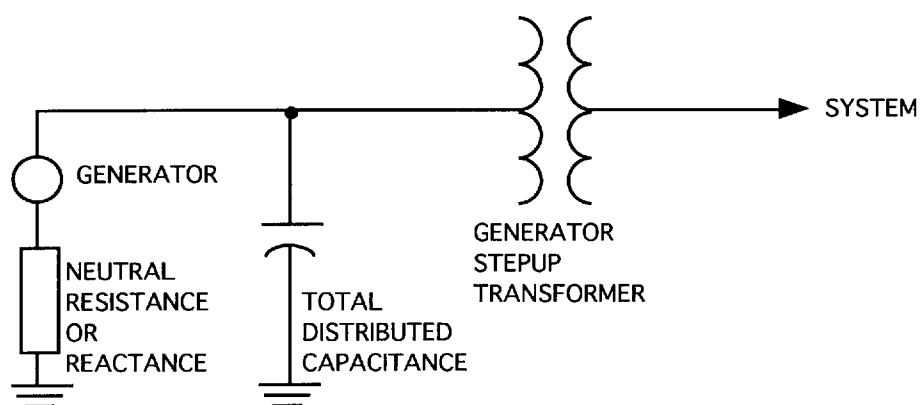 SYSTEM
GENERATOR
GENERATOR
STEPUP
TRANSFORMER
NEUTRAL
RESISTANCE
OR
REACTANCE
TOTAL
DISTRIBUTED
CAPACITANCE